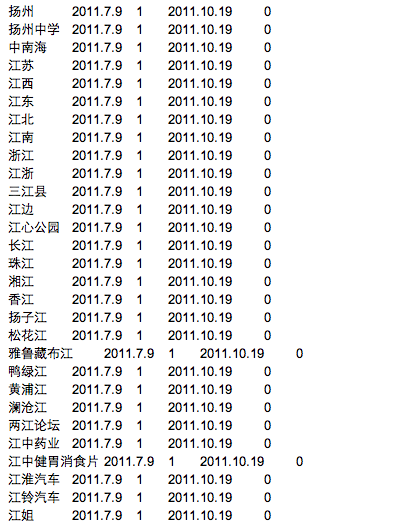 扬州 2011.7.9 1 2011.10.19 0
扬州中学 2011.7.9 1 2011.10.19 0
中南海 2011.7.9 1 2011.10.19 0
江苏 2011.7.9 1 2011.10.19 0
江西 2011.7.9 1 2011.10.19 0
江东 2011.7.9 1 2011.10.19 0
江北 2011.7.9 1 2011.10.19 0
江南 2011.7.9 1 2011.10.19 0
浙江 2011.7.9 1 2011.10.19 0
江浙 2011.7.9 1 2011.10.19 0
三江县 2011.7.9 1 2011.10.19 0
江边 2011.7.9 1 2011.10.19 0
江心公园 2011.7.9 1 2011.10.19 0
长江 2011.7.9 1 2011.10.19 0
珠江 2011.7.9 1 2011.10.19 0
湘江 2011.7.9 1 2011.10.19 0
香江 2011.7.9 1 2011.10.19 0
扬子江 2011.7.9 1 2011.10.19 0
松花江 2011.7.9 1 2011.10.19 0
雅鲁藏布江 2011.7.9 1 2011.10.19 0
鸭绿江 2011.7.9 1 2011.10.19 0
黄浦江 2011.7.9 1 2011.10.19 0
澜沧江 2011.7.9 1 2011.10.19 0
两江论坛 2011.7.9 1 2011.10.19 0
江中药业 2011.7.9 1 2011.10.19 0
江中健胃消食片 2011.7.9 1 2011.10.19 0
江淮汽车 2011.7.9 1 2011.10.19 0
江铃汽车 2011.7.9 1 2011.10.19 0
江姐 2011.7.9 1 2011.10.19 0